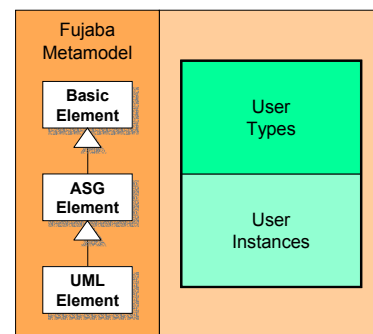 Fujaba
Metamodel
Basic
Element
ASG
Element
UML
Element
User
Types
User
Instances